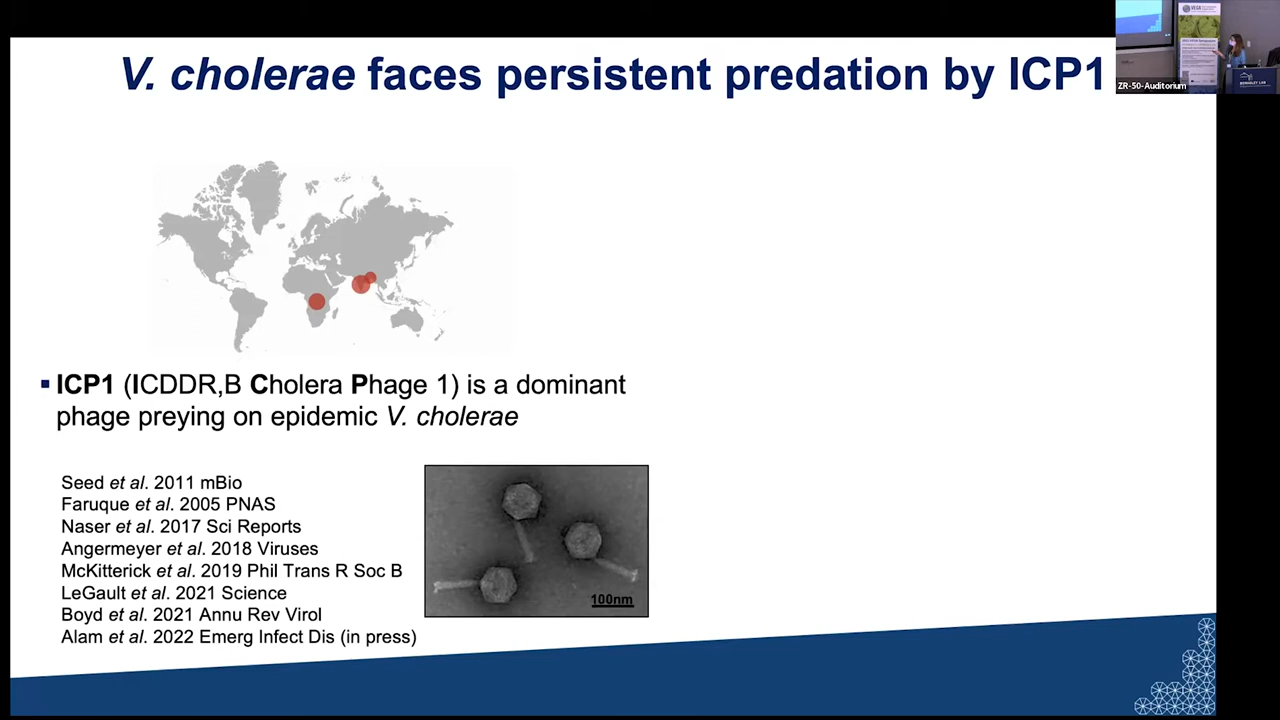 V. cholerae faces persistent predation by ICP1
ZR-50-Auditorium
ICP1 (ICDDR,B Cholera Phage 1) is a dominant
phage preying on epidemic V. cholerae
Seed et al. 2011 mBio
Faruque et al. 2005 PNAS
Naser et al. 2017 Sci Reports
Angermeyer et al. 2018 Viruses
McKitterick et al. 2019 Phil Trans R Soc B
LeGault et al. 2021 Science
Boyd et al. 2021 Annu Rev Virol
Alam et al. 2022 Emerg Infect Dis (in press)
100nm